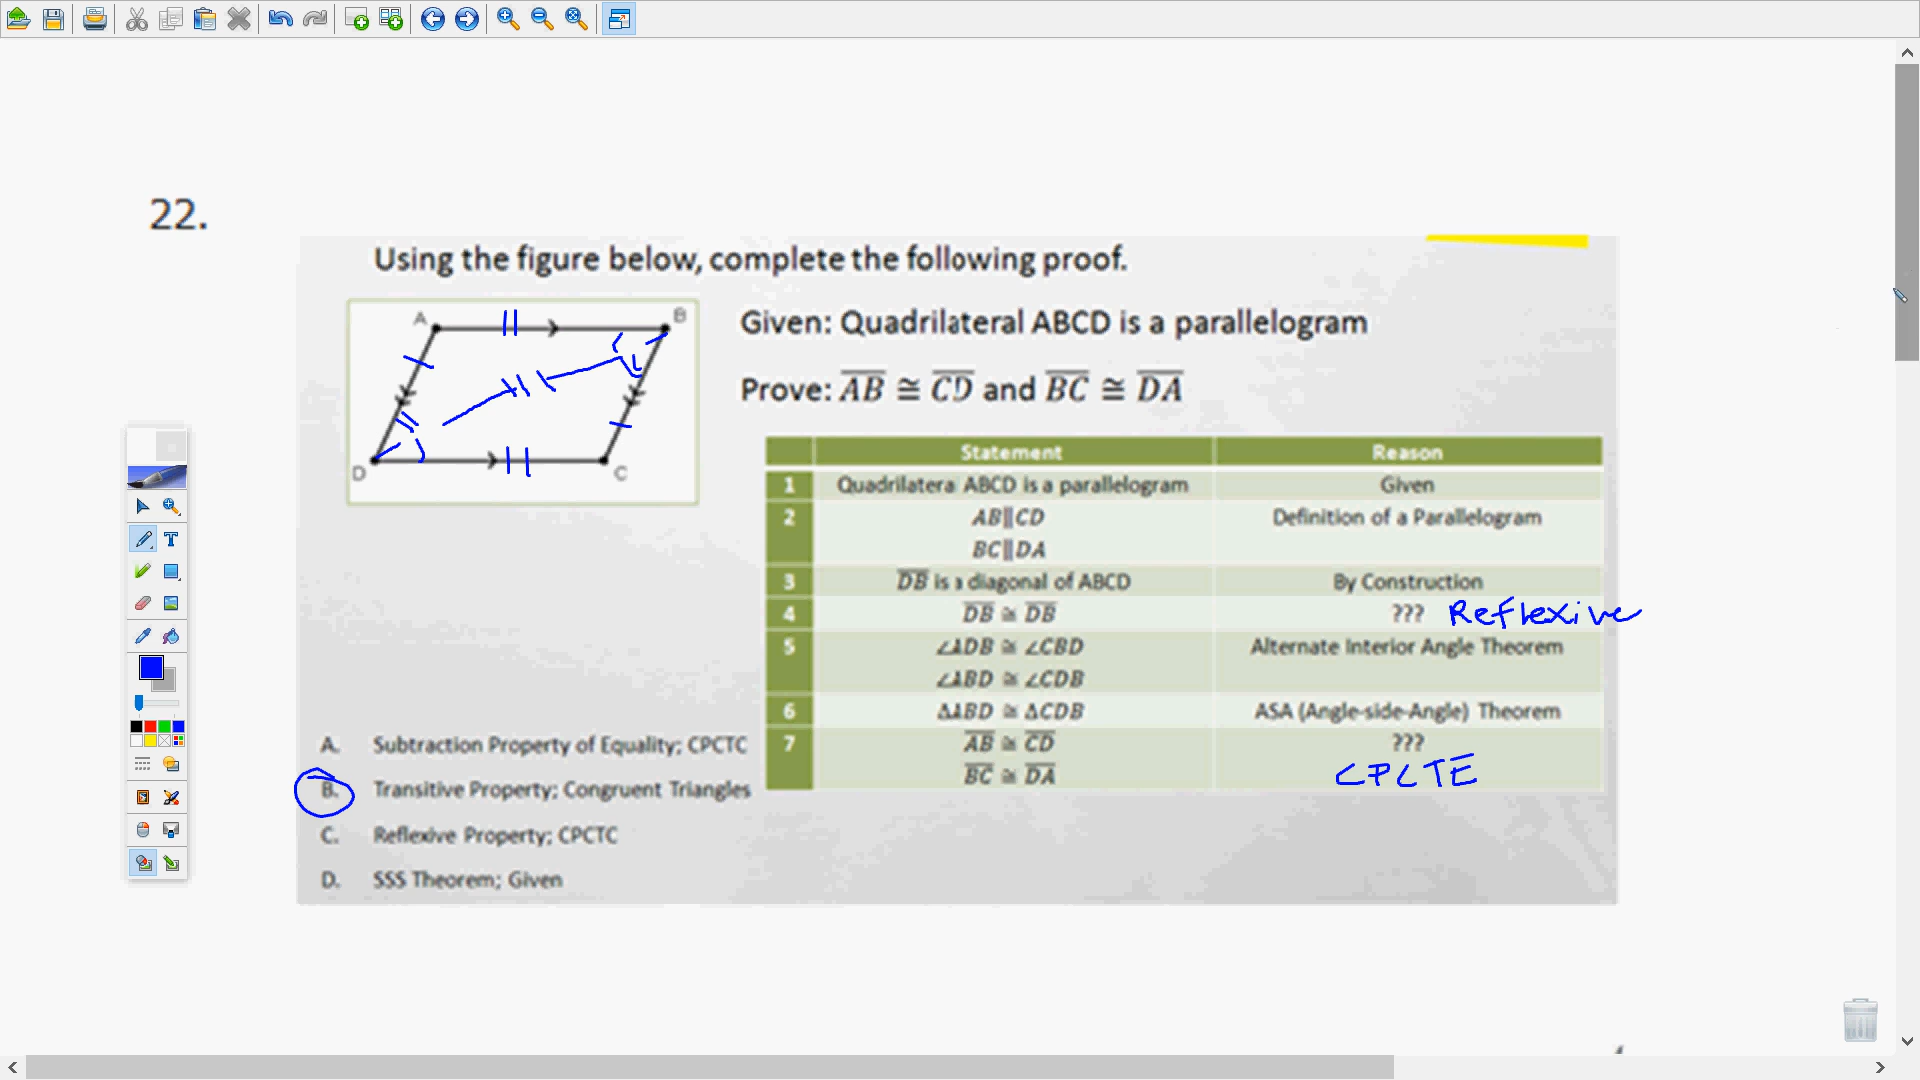 22.
Using the figure below, complete the following proof.
A
B
D
C
Given: Quadrilateral ABCD is a parallelogram
Prove: AB ≅ CD and BC ≅ DA
Statement Reason
1 Quadrilateral ABCD is a parallelogram Given
2 AB||CD Definition of a Parallelogram
BC||DA
3 DB is a diagonal of ABCD By Construction
4 DB ≅ DB ??? Reflexive
5 ∠ADB ≅ ∠CBD Alternate Interior Angle Theorem
∠ABD ≅ ∠CDB
6 ΔABD ≅ ΔCDB ASA (Angle-side-Angle) Theorem
7 AB ≅ CD ???
BC ≅ DA CPCTE
A. Subtraction Property of Equality; CPCTC
B. Transitive Property; Congruent Triangles
C. Reflexive Property; CPCTC
D. SSS Theorem; Given
T